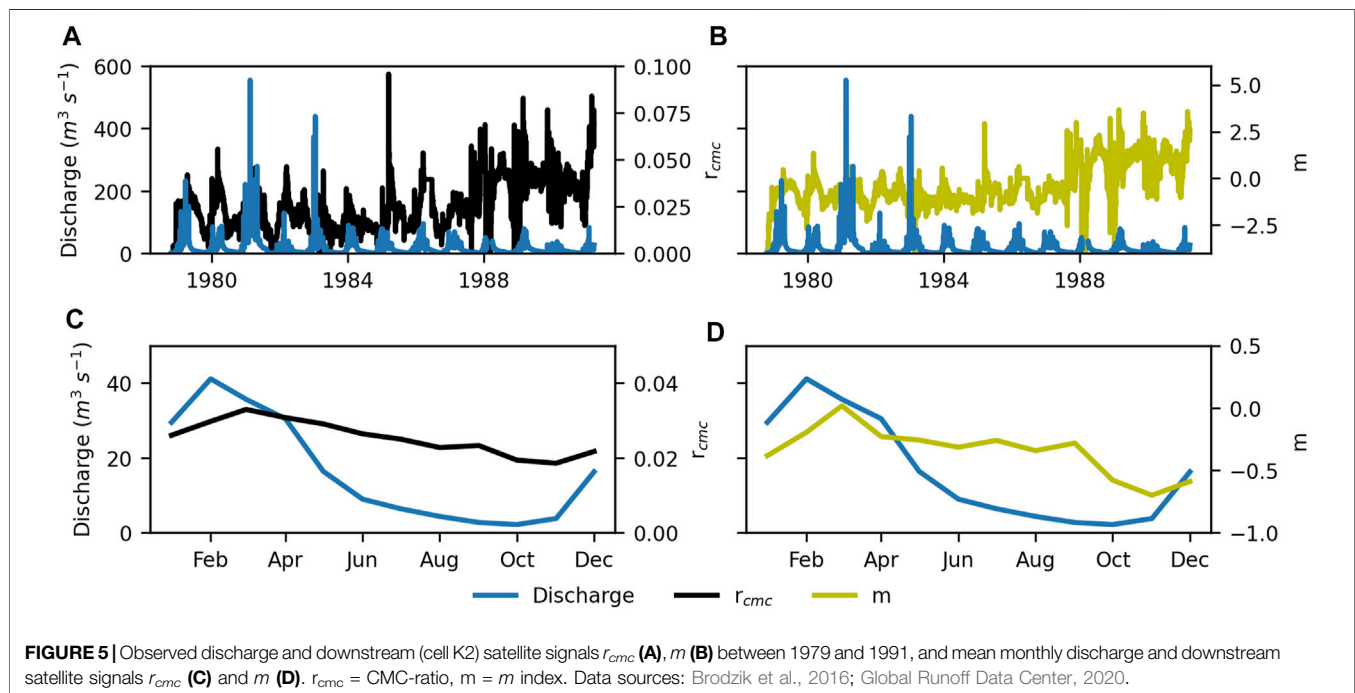 A
B
600
400
200
0
Discharge (m³ s⁻¹)
0.100
0.075
0.050
0.025
0.000
r_cmc
5.0
2.5
0.0
−2.5
m
1980 1984 1988
1980 1984 1988
C
D
40
20
0
Discharge (m³ s⁻¹)
0.04
0.02
0.00
r_cmc
0.5
0.0
−0.5
−1.0
m
Feb Apr Jun Aug Oct Dec
Feb Apr Jun Aug Oct Dec
Discharge r_cmc m
FIGURE 5 | Observed discharge and downstream (cell K2) satellite signals r_cmc (A), m (B) between 1979 and 1991, and mean monthly discharge and downstream
satellite signals r_cmc (C) and m (D). r_cmc = CMC-ratio, m = m index. Data sources: Brodzik et al., 2016; Global Runoff Data Center, 2020.